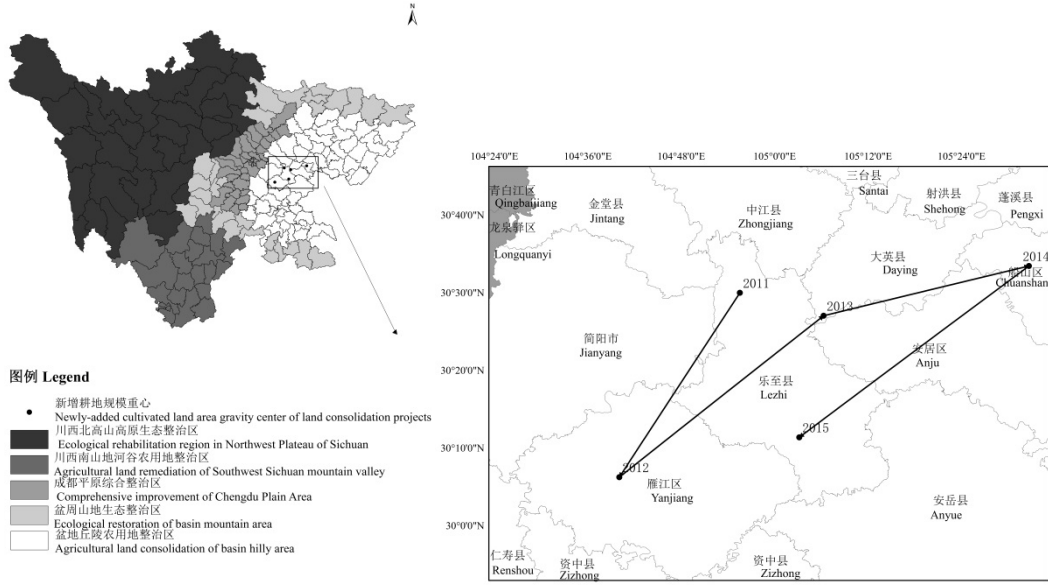 N
图例 Legend
新增耕地规模重心
Newly-added cultivated land area gravity center of land consolidation projects
川西北高山高原生态整治区
Ecological rehabilitation region in Northwest Plateau of Sichuan
川西南山地河谷农用地整治区
Agricultural land remediation of Southwest Sichuan mountain valley
成都平原综合整治区
Comprehensive improvement of Chengdu Plain Area
盆周山地生态整治区
Ecological restoration of basin mountain area
盆地丘陵农用地整治区
Agricultural land consolidation of basin hilly area
N
104°24'0"E 104°36'0"E 104°48'0"E 105°0'0"E 105°12'0"E 105°24'0"E
30°40'0"N
30°30'0"N
30°20'0"N
30°10'0"N
30°0'0"N
青白江区
Qingbaijiang
龙泉驿区
Longquanyi
金堂县
Jintang
中江县
Zhongjiang
三台县
Santai
射洪县
Shehong
蓬溪县
Pengxi
大英县
Daying
2014
船山区
Chuanshan
2011
2013
简阳市
Jianyang
安居区
Anju
乐至县
Lezhi
2015
2012
雁江区
Yanjiang
安岳县
Anyue
仁寿县
Renshou
资中县
Zizhong
资中县
Zizhong